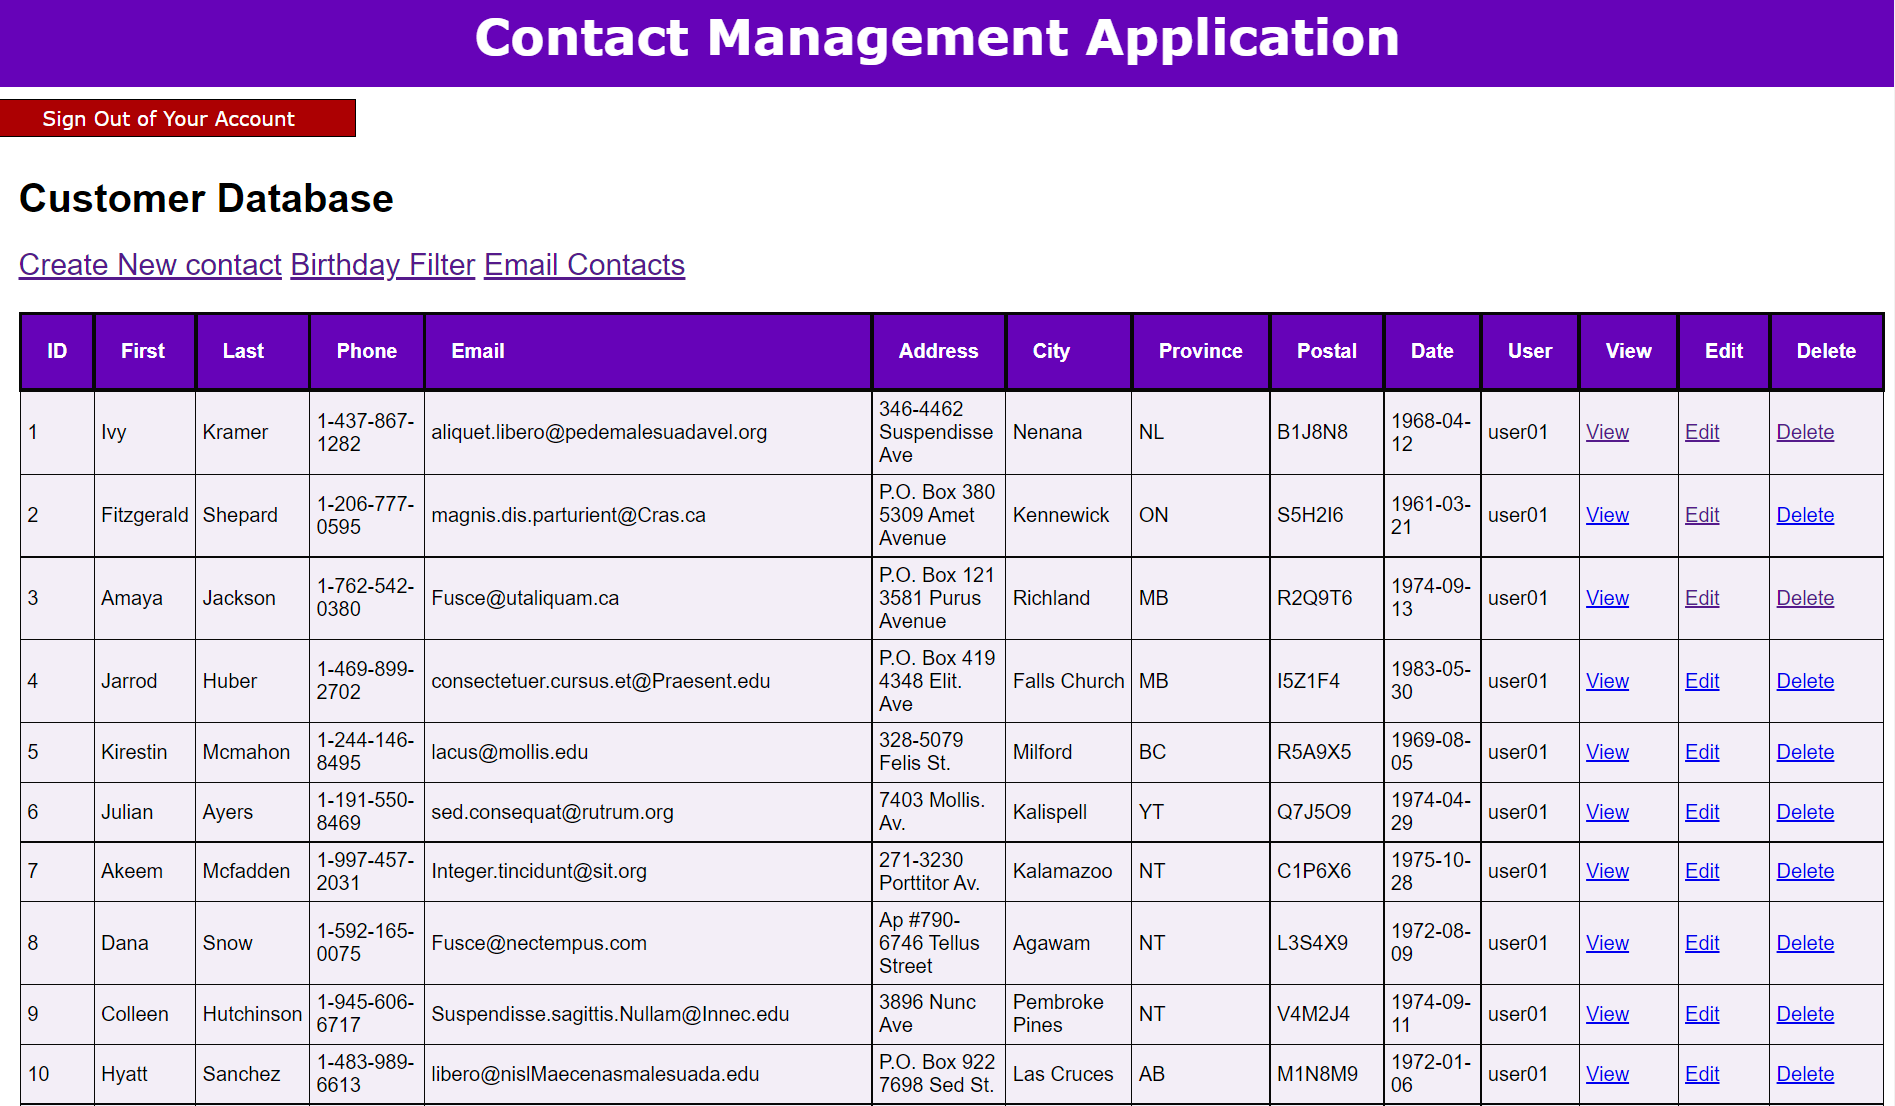 Contact Management Application
Sign Out of Your Account
Customer Database
Create New contact Birthday Filter Email Contacts
ID First Last Phone Email Address City Province Postal Date User View Edit Delete
1 Ivy Kramer 1-437-867-1282 aliquet.libero@pedemalesuadavel.org 346-4462 Suspendisse Ave Nenana NL B1J8N8 1968-04-12 user01 View Edit Delete
2 Fitzgerald Shepard 1-206-777-0595 magnis.dis.parturient@Cras.ca P.O. Box 380 5309 Amet Avenue Kennewick ON S5H2I6 1961-03-21 user01 View Edit Delete
3 Amaya Jackson 1-762-542-0380 Fusce@utaliquam.ca P.O. Box 121 3581 Purus Avenue Richland MB R2Q9T6 1974-09-13 user01 View Edit Delete
4 Jarrod Huber 1-469-899-2702 consectetuer.cursus.et@Praesent.edu P.O. Box 419 4348 Elit. Ave Falls Church MB I5Z1F4 1983-05-30 user01 View Edit Delete
5 Kirestin Mcmahon 1-244-146-8495 lacus@mollis.edu 328-5079 Felis St. Milford BC R5A9X5 1969-08-05 user01 View Edit Delete
6 Julian Ayers 1-191-550-8469 sed.consequat@rutrum.org 7403 Mollis. Av. Kalispell YT Q7J5O9 1974-04-29 user01 View Edit Delete
7 Akeem Mcfadden 1-997-457-2031 Integer.tincidunt@sit.org 271-3230 Porttitor Av. Kalamazoo NT C1P6X6 1975-10-28 user01 View Edit Delete
8 Dana Snow 1-592-165-0075 Fusce@nectempus.com Ap #790-6746 Tellus Street Agawam NT L3S4X9 1972-08-09 user01 View Edit Delete
9 Colleen Hutchinson 1-945-606-6717 Suspendisse.sagittis.Nullam@Innec.edu 3896 Nunc Ave Pembroke Pines NT V4M2J4 1974-09-11 user01 View Edit Delete
10 Hyatt Sanchez 1-483-989-6613 libero@nislMaecenasmalesuada.edu P.O. Box 922 7698 Sed St. Las Cruces AB M1N8M9 1972-01-06 user01 View Edit Delete